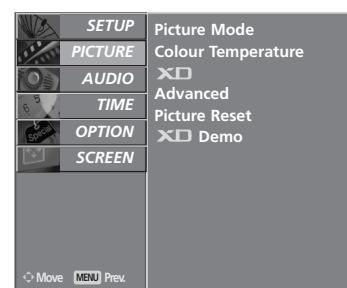 SETUP
PICTURE
AUDIO
TIME
OPTION
SCREEN
Move MENU Prev.
Picture Mode
Colour Temperature
XD
Advanced
Picture Reset
XD Demo